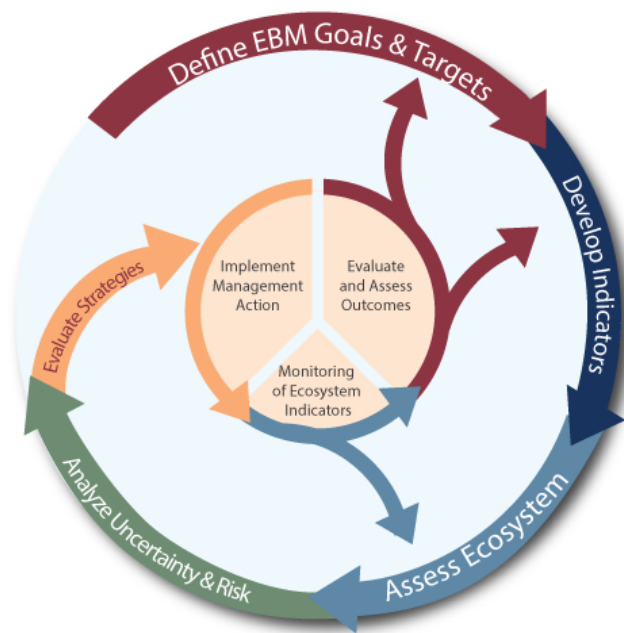 Define EBM Goals & Targets
Develop Indicators
Assess Ecosystem
Analyze Uncertainty & Risk
Evaluate Strategies
Implement
Management
Action
Evaluate
and Assess
Outcomes
Monitoring
of Ecosystem
Indicators